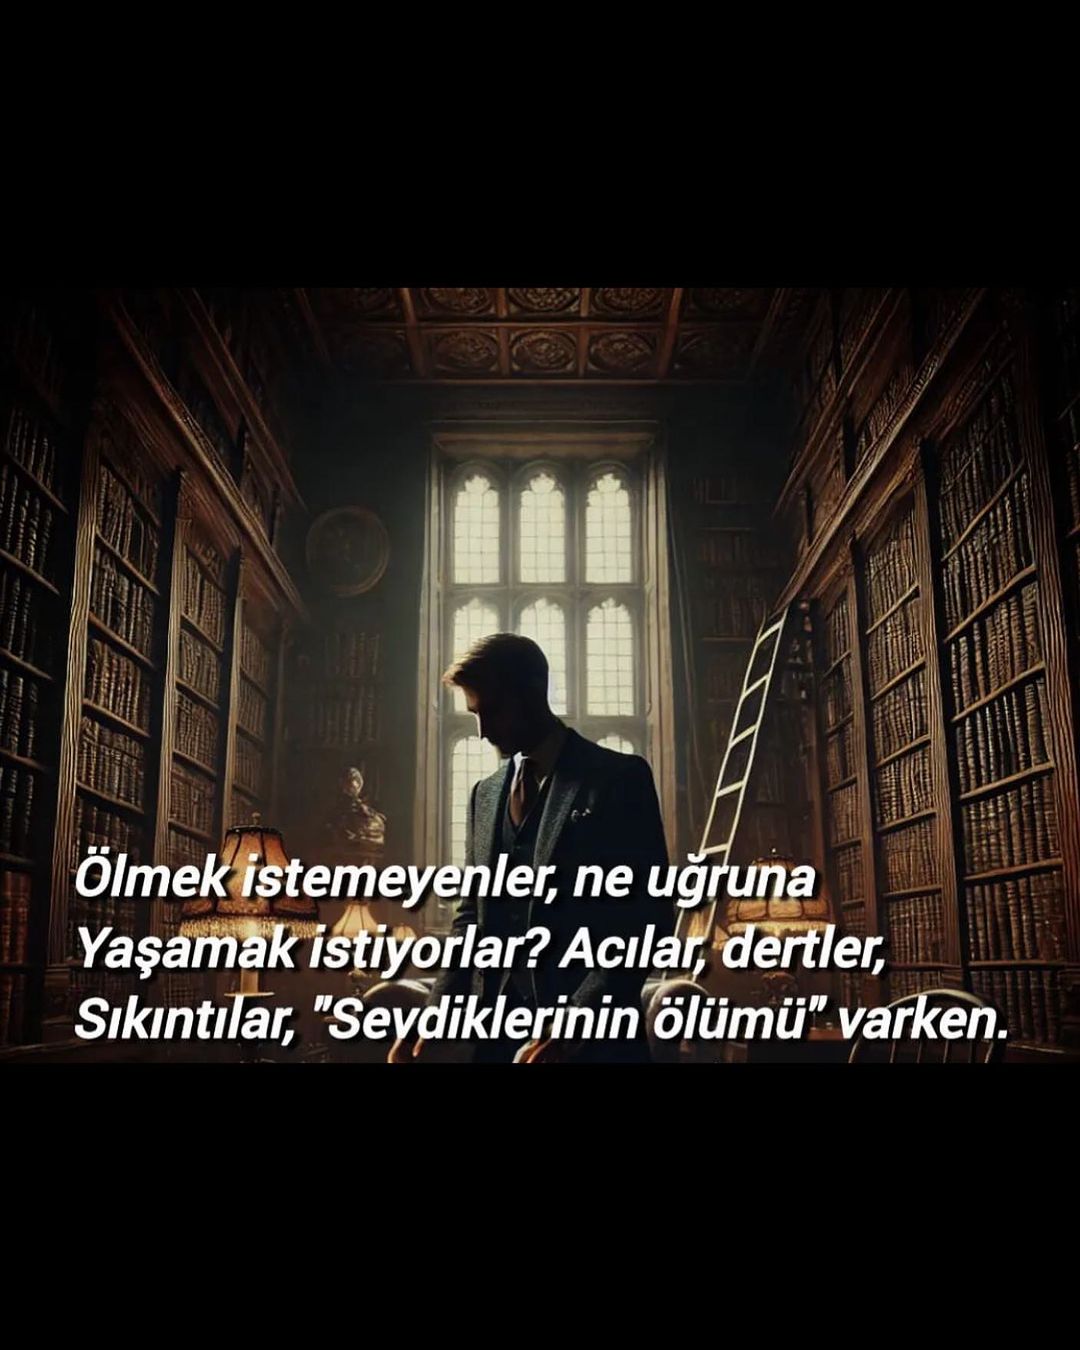 Ölmek istemeyenler, ne uğruna
Yaşamak istiyorlar? Acılar, dertler,
Sıkıntılar, "Sevdiklerinin ölümü" varken.